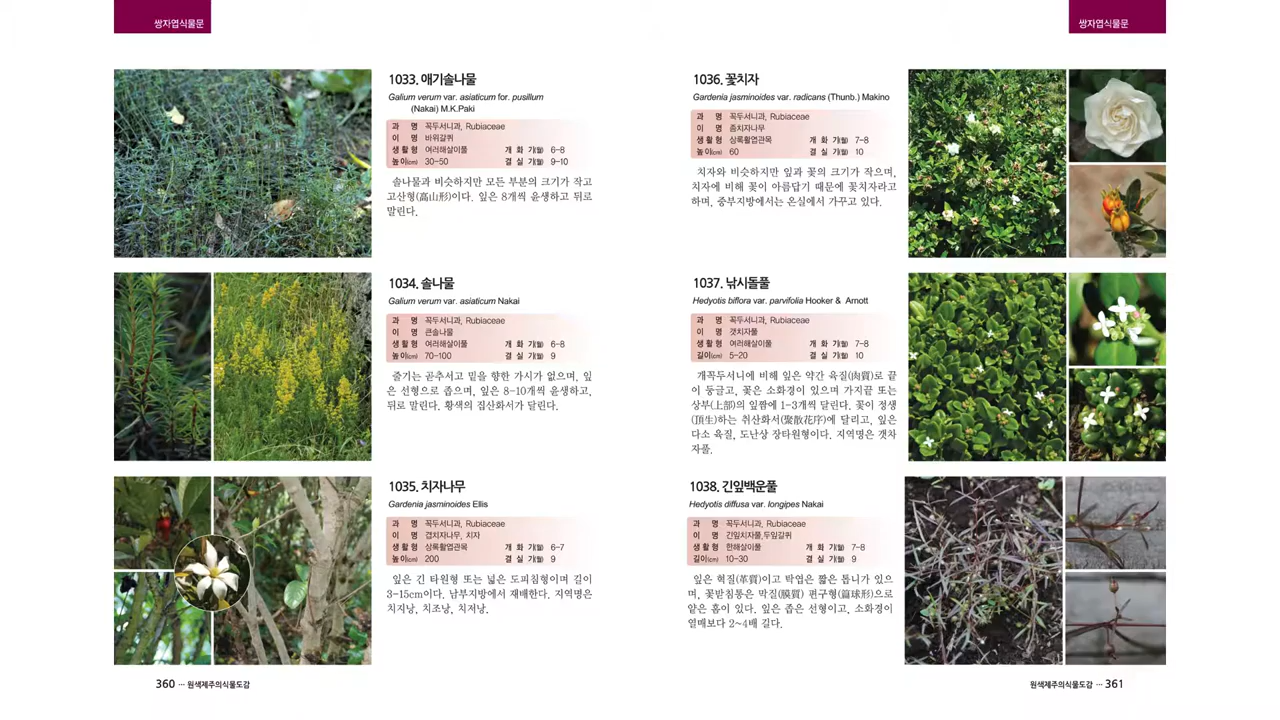 쌍자엽식물문
1033. 애기솔나물
Galium verum var. asiaticum for. pusillum
(Nakai) M.K.Paki
과 명 꼭두서니과, Rubiaceae
이 명 바위갈퀴
생 활 형 여러해살이풀 개 화 기(월) 6-8
높 이(cm) 30-50 결 실 기(월) 9-10
솔나물과 비슷하지만 모든 부분의 크기가 작고
고산형(高山形)이다. 잎은 8개씩 윤생하고 뒤로
말린다.
1034. 솔나물
Galium verum var. asiaticum Nakai
과 명 꼭두서니과, Rubiaceae
이 명 큰솔나물
생 활 형 여러해살이풀 개 화 기(월) 6-8
높 이(cm) 70-100 결 실 기(월) 9
줄기는 곧추서고 밑을 향한 가시가 없으며, 잎
은 선형으로 좁으며, 잎은 8-10개씩 윤생하고,
뒤로 말린다. 황색의 집산화서가 달린다.
1035. 치자나무
Gardenia jasminoides Ellis
과 명 꼭두서니과, Rubiaceae
이 명 겹치자나무, 치자
생 활 형 상록활엽관목 개 화 기(월) 6-7
높 이(cm) 200 결 실 기(월) 9
잎은 긴 타원형 또는 넓은 도피침형이며 길이
3-15cm이다. 남부지방에서 재배한다. 지역명은
치지낭, 치조낭, 치저낭.
360 ··· 원색제주의식물도감
쌍자엽식물문
1036. 꽃치자
Gardenia jasminoides var. radicans (Thunb.) Makino
과 명 꼭두서니과, Rubiaceae
이 명 좀치자나무
생 활 형 상록활엽관목 개 화 기(월) 7-8
높 이(cm) 60 결 실 기(월) 10
치자와 비슷하지만 잎과 꽃의 크기가 작으며,
치자에 비해 꽃이 아름답기 때문에 꽃치자라고
하며, 중부지방에서는 온실에서 가꾸고 있다.
1037. 낚시돌풀
Hedyotis biflora var. parvifolia Hooker & Arnott
과 명 꼭두서니과, Rubiaceae
이 명 갯치자풀
생 활 형 여러해살이풀 개 화 기(월) 7-8
길 이(cm) 5-20 결 실 기(월) 10
개꼭두서니에 비해 잎은 약간 육질(肉質)로 끝
이 둥글고, 꽃은 소화경이 있으며 가지끝 또는
상부(上部)의 잎짬에 1-3개씩 달린다. 꽃이 정생
(頂生)하는 취산화서(聚散花序)에 달리고, 잎은
다소 육질, 도난상 장타원형이다. 지역명은 갯차
자풀.
1038. 긴잎백운풀
Hedyotis diffusa var. longipes Nakai
과 명 꼭두서니과, Rubiaceae
이 명 긴잎치자풀,두잎갈퀴
생 활 형 한해살이풀 개 화 기(월) 7-8
길 이(cm) 10-30 결 실 기(월) 9
잎은 혁질(革質)이고 탁엽은 짧은 톱니가 있으
며, 꽃받침통은 막질(膜質) 편구형(篇球形)으로
얕은 홈이 있다. 잎은 좁은 선형이고, 소화경이
열매보다 2~4배 길다.
원색제주의식물도감 ··· 361